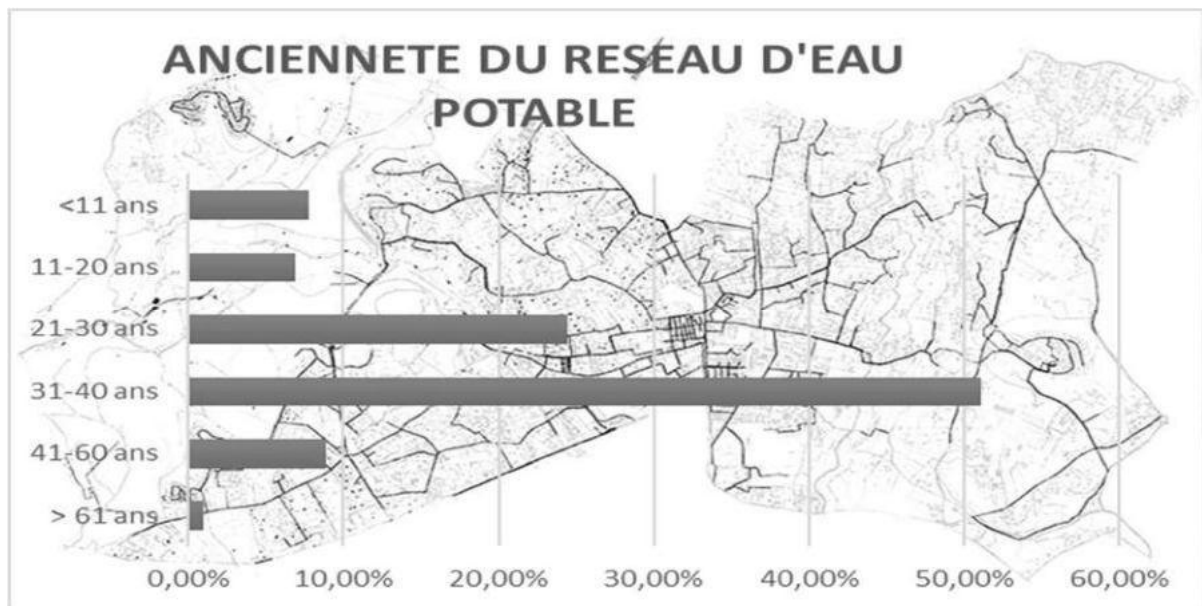 ANCIENNETE DU RESEAU D'EAU
POTABLE
<11 ans
11-20 ans
21-30 ans
31-40 ans
41-60 ans
> 61 ans
0,00% 10,00% 20,00% 30,00% 40,00% 50,00% 60,00%